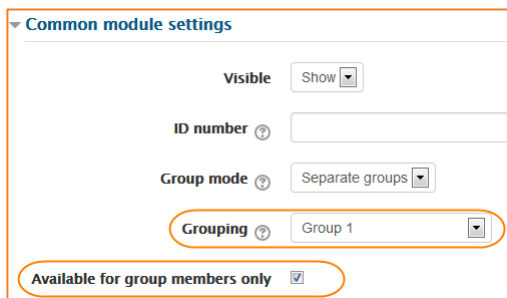 Common module settings
Visible Show
ID number
Group mode Separate groups
Grouping Group 1
Available for group members only